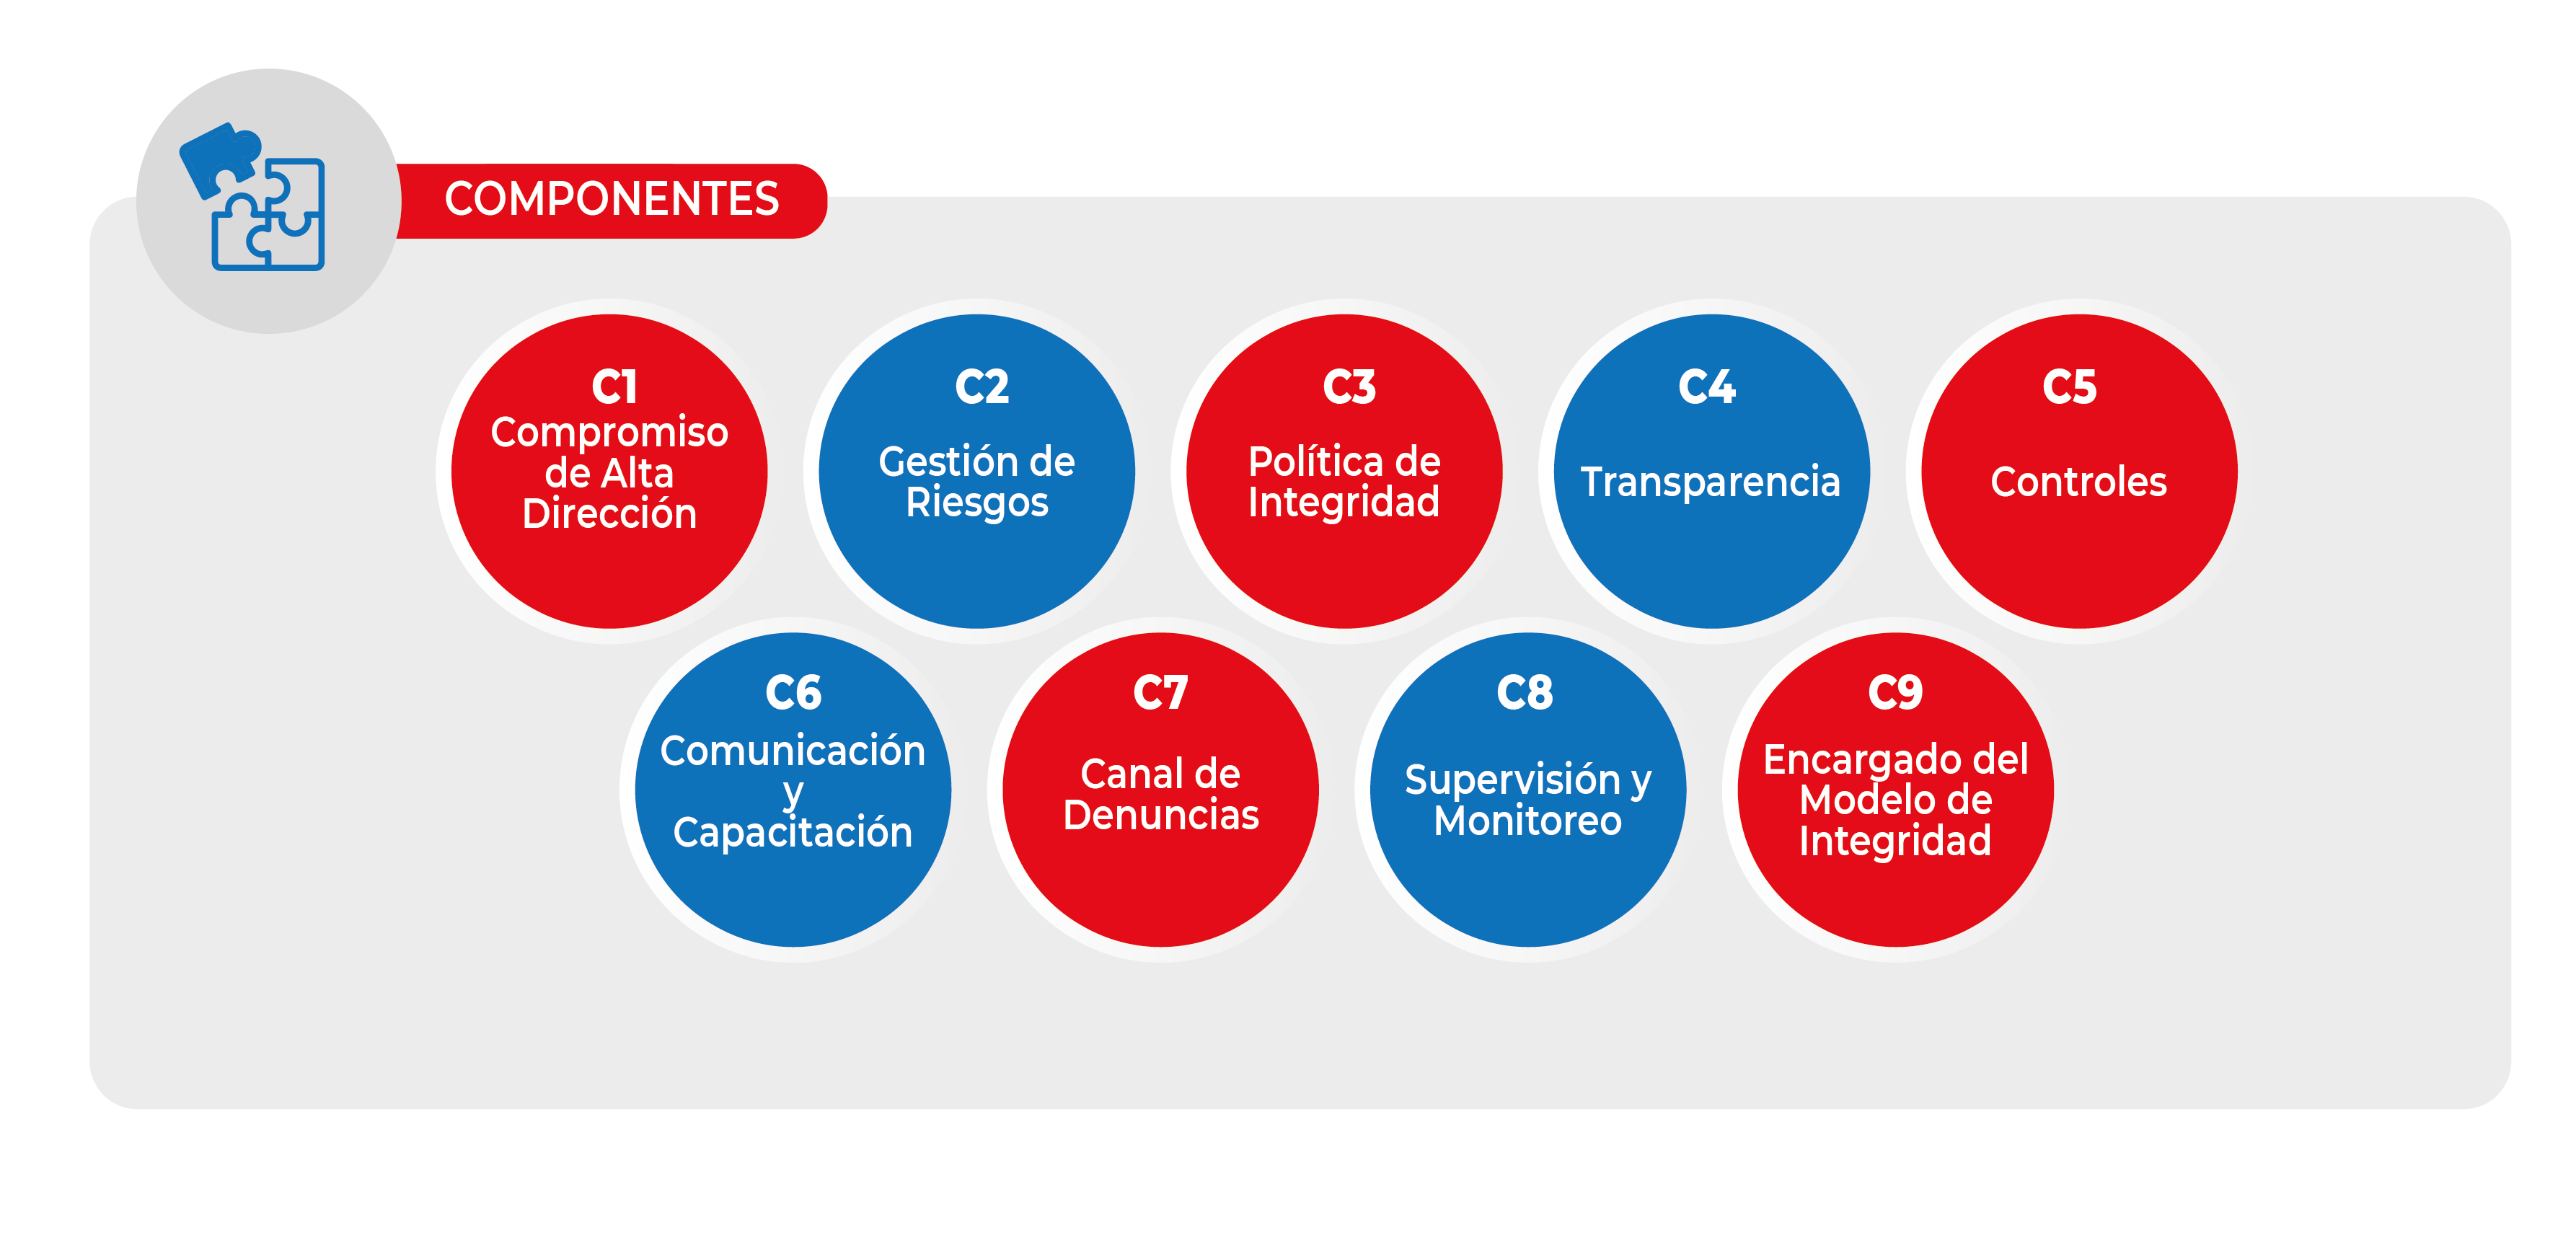 COMPONENTES
C1
Compromiso
de Alta
Dirección
C2
Gestión de
Riesgos
C3
Política de
Integridad
C4
Transparencia
C5
Controles
C6
Comunicación
y
Capacitación
C7
Canal de
Denuncias
C8
Supervisión y
Monitoreo
C9
Encargado del
Modelo de
Integridad